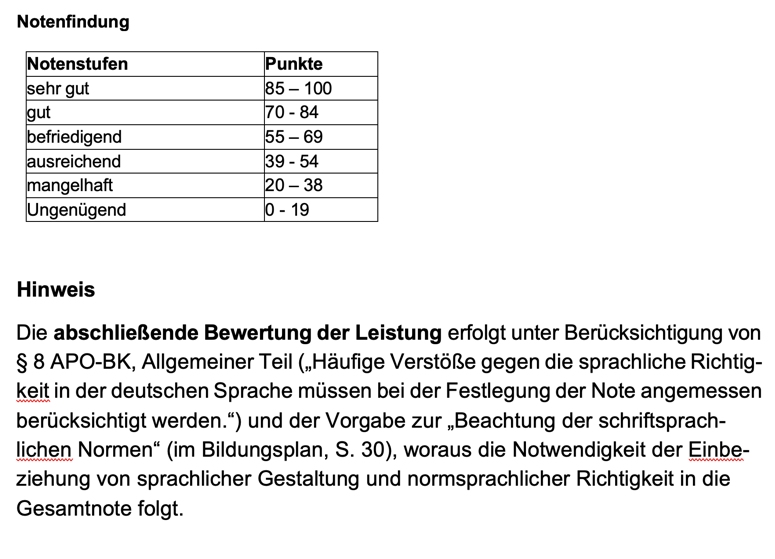 Notenfindung
Notenstufen Punkte
sehr gut 85 – 100
gut 70 - 84
befriedigend 55 – 69
ausreichend 39 - 54
mangelhaft 20 – 38
Ungenügend 0 - 19
Hinweis
Die abschließende Bewertung der Leistung erfolgt unter Berücksichtigung von
§ 8 APO-BK, Allgemeiner Teil („Häufige Verstöße gegen die sprachliche Richtig-
keit in der deutschen Sprache müssen bei der Festlegung der Note angemessen
berücksichtigt werden.“) und der Vorgabe zur „Beachtung der schriftsprach-
lichen Normen“ (im Bildungsplan, S. 30), woraus die Notwendigkeit der Einbe-
ziehung von sprachlicher Gestaltung und normsprachlicher Richtigkeit in die
Gesamtnote folgt.